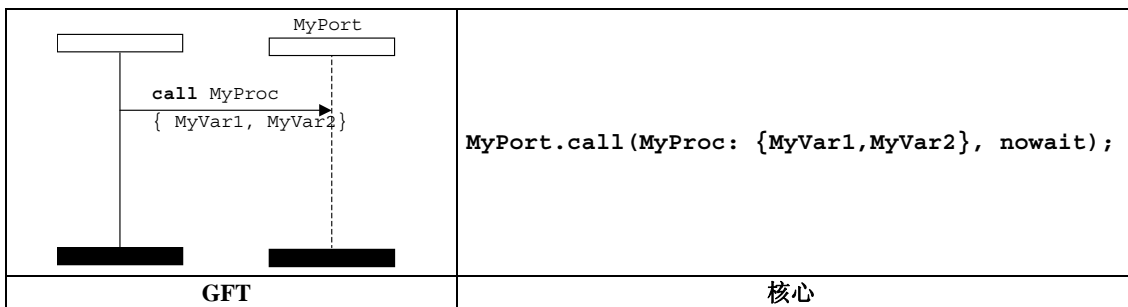 MyPort
call MyProc
{ MyVar1, MyVar2}
MyPort.call(MyProc: {MyVar1,MyVar2}, nowait);
GFT
核心